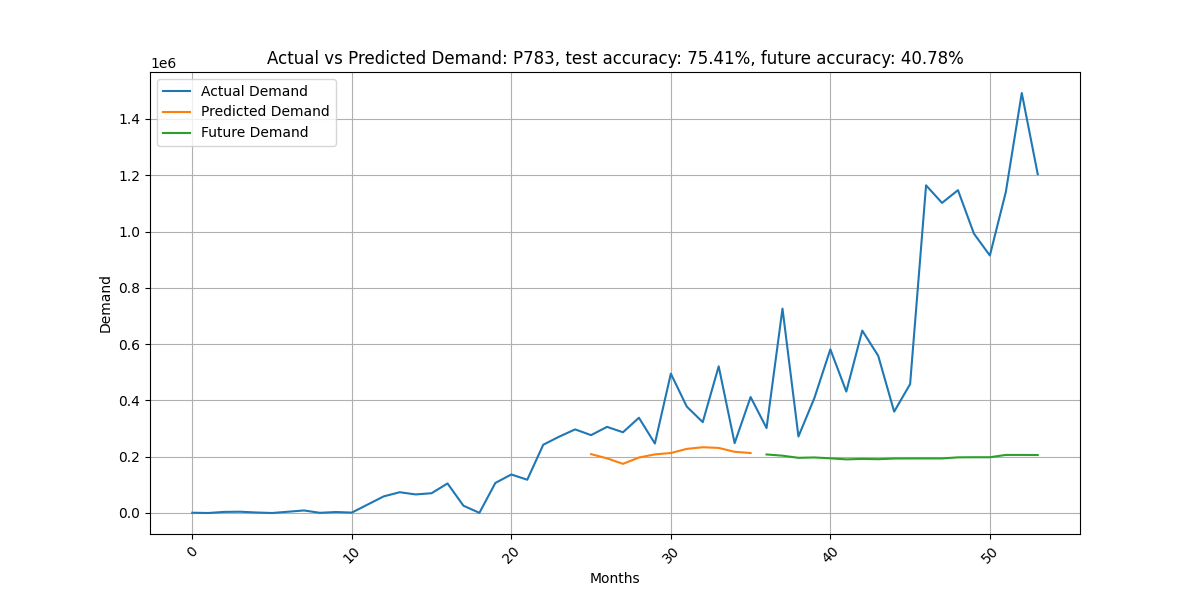 Actual vs Predicted Demand: P783, test accuracy: 75.41%, future accuracy: 40.78%
1e6
Actual Demand
Predicted Demand
Future Demand
1.4
1.2
1.0
0.8
0.6
0.4
0.2
0.0
Demand
0
10
20
30
40
50
Months